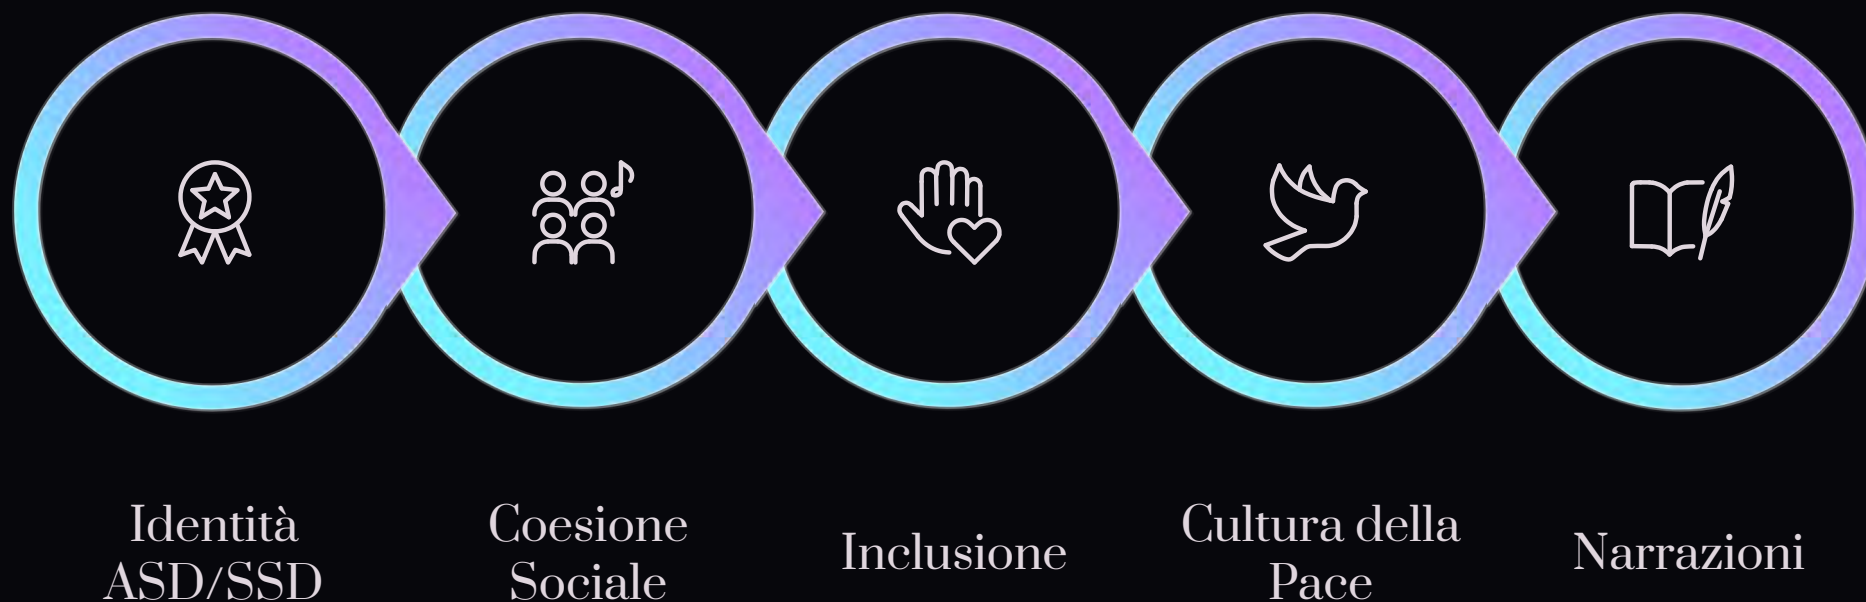 Identità
ASD/SSD
Coesione
Sociale
Inclusione
Cultura della
Pace
Narrazioni